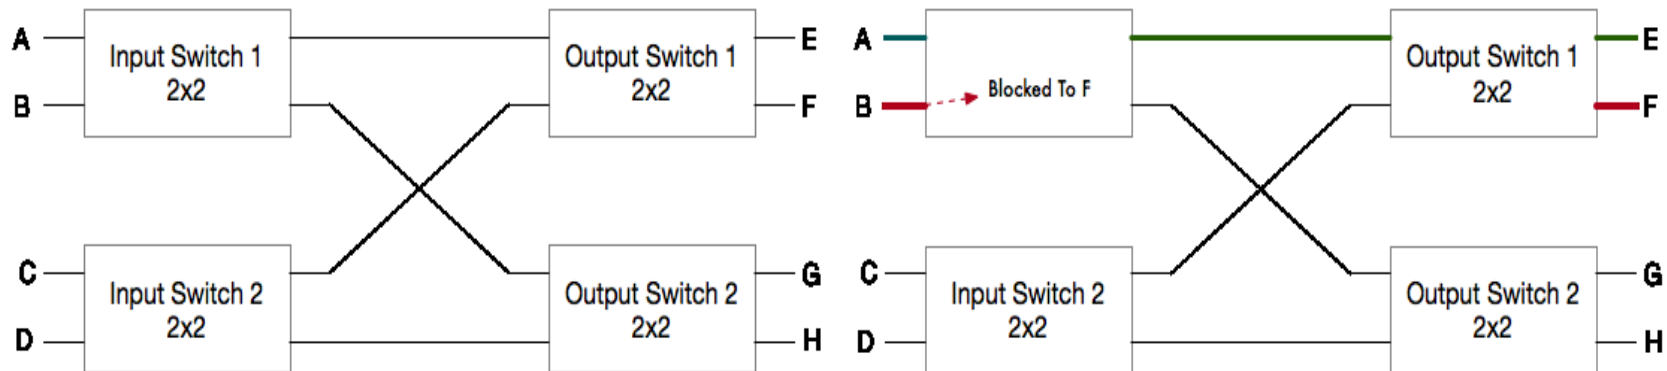 A
Input Switch 1
2x2
B
Output Switch 1
2x2
E
F
C
Input Switch 2
2x2
D
Output Switch 2
2x2
G
H
A
B
Blocked To F
Output Switch 1
2x2
E
F
C
Input Switch 2
2x2
D
Output Switch 2
2x2
G
H